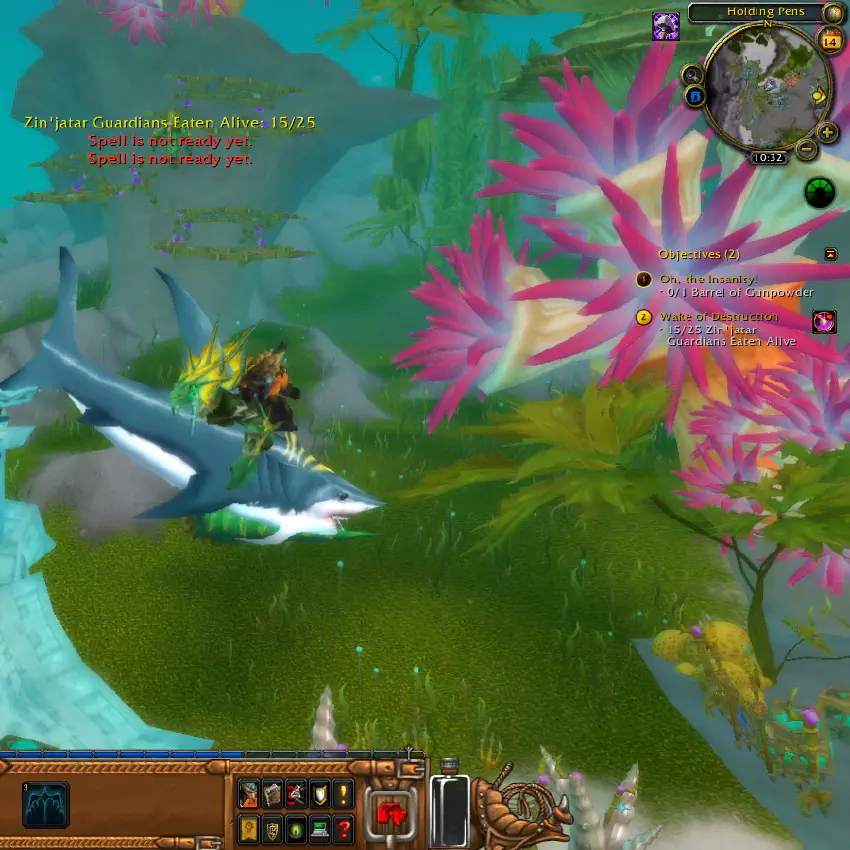 Holding Pens
N
14
Zin'jatar Guardians Eaten Alive: 15/25
Spell is not ready yet.
Spell is not ready yet.
10:32
Objectives (2)
1 Oh, the Insanity!
- 0/1 Barrel of Gunpowder
2 Wake of Destruction
- 15/25 Zin'jatar
Guardians Eaten Alive
3